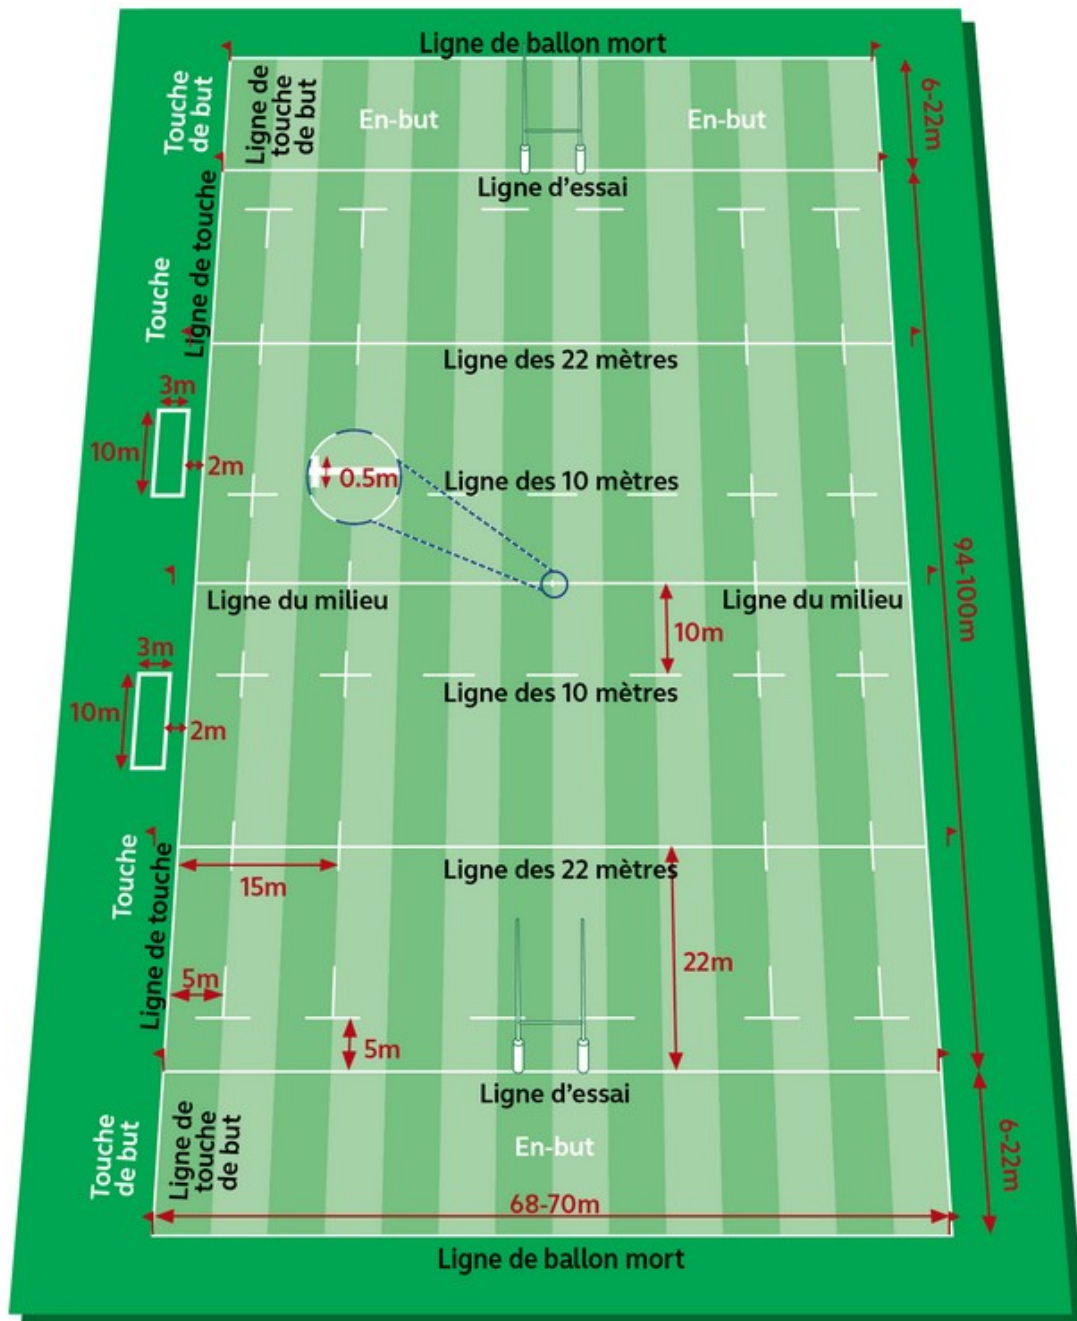 Ligne de ballon mort
Touche
de but
Ligne de
touche
de but
En-but
En-but
6-22m
Ligne d'essai
Ligne de touche
Touche
Ligne des 22 mètres
3m
10m
2m
0.5m
Ligne des 10 mètres
94-100m
Ligne du milieu
Ligne du milieu
10m
3m
10m
2m
Ligne des 10 mètres
Touche
Ligne de touche
15m
Ligne des 22 mètres
22m
5m
5m
Ligne d'essai
Touche
de but
Ligne de
touche
de but
En-but
6-22m
68-70m
Ligne de ballon mort